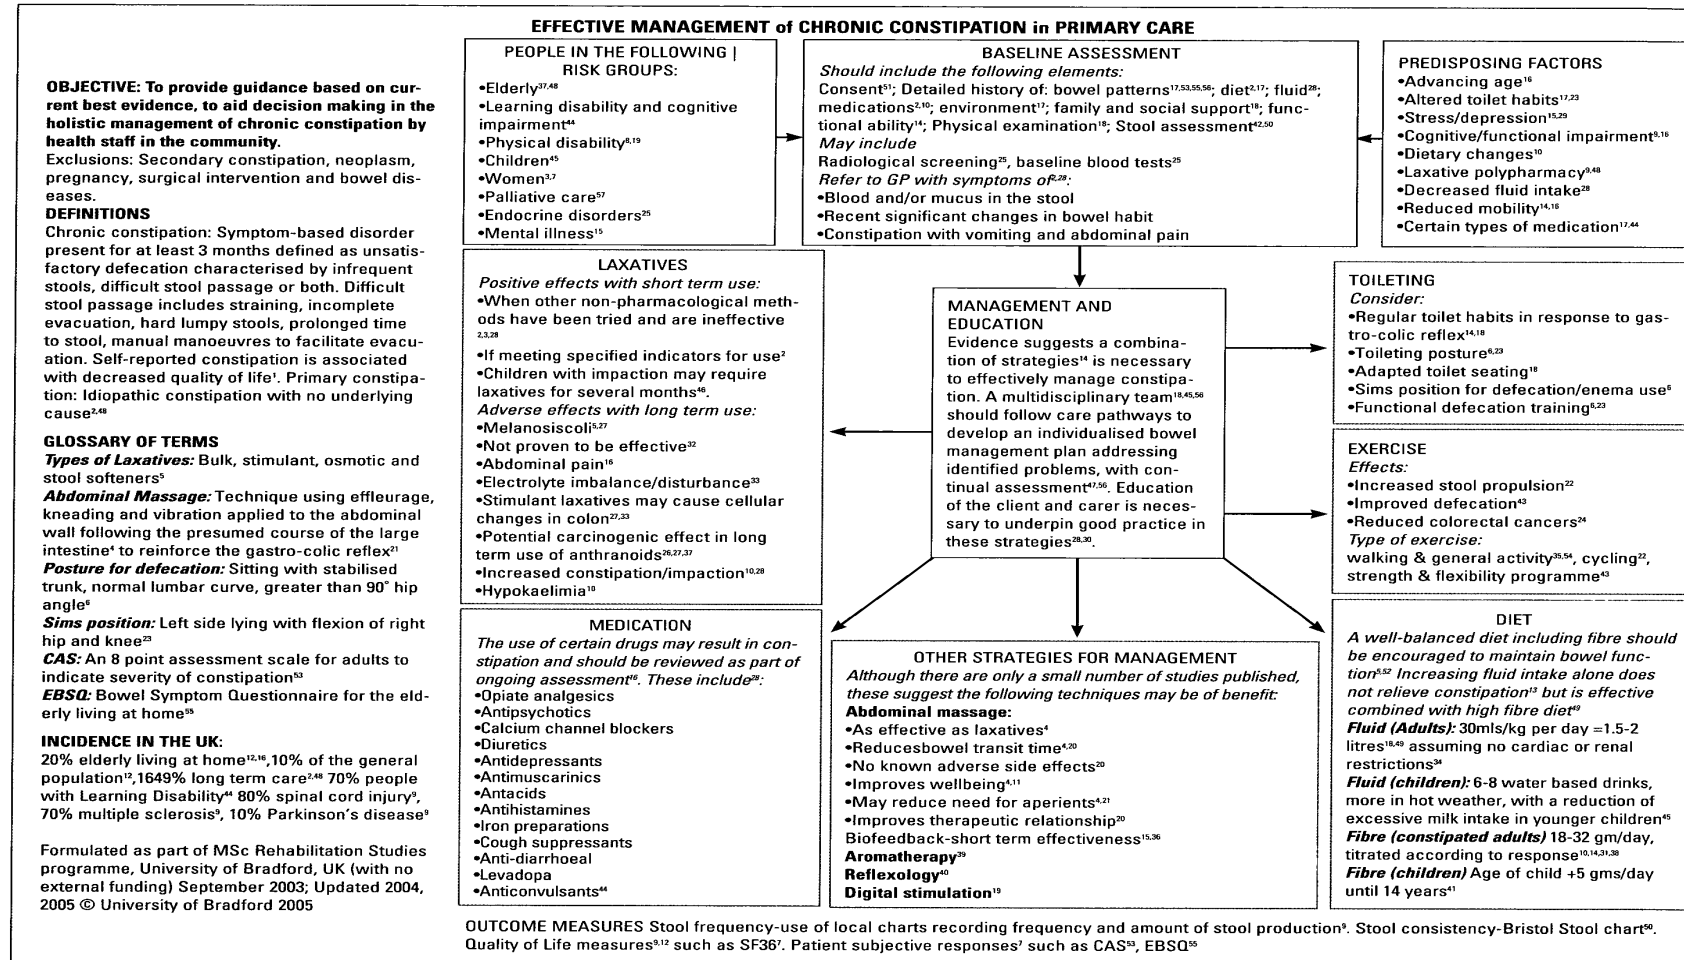 EFFECTIVE MANAGEMENT of CHRONIC CONSTIPATION in PRIMARY CARE
OBJECTIVE: To provide guidance based on cur-
rent best evidence, to aid decision making in the
holistic management of chronic constipation by
health staff in the community.
Exclusions: Secondary constipation, neoplasm,
pregnancy, surgical intervention and bowel dis-
eases.
DEFINITIONS
Chronic constipation: Symptom-based disorder
present for at least 3 months defined as unsatis-
factory defecation characterised by infrequent
stools, difficult stool passage or both. Difficult
stool passage includes straining, incomplete
evacuation, hard lumpy stools, prolonged time
to stool, manual manoeuvres to facilitate evacu-
ation. Self-reported constipation is associated
with decreased quality of life¹. Primary constipa-
tion: Idiopathic constipation with no underlying
cause²,⁴⁸
GLOSSARY OF TERMS
Types of Laxatives: Bulk, stimulant, osmotic and
stool softeners⁵
Abdominal Massage: Technique using effleurage,
kneading and vibration applied to the abdominal
wall following the presumed course of the large
intestine⁴ to reinforce the gastro-colic reflex²¹
Posture for defecation: Sitting with stabilised
trunk, normal lumbar curve, greater than 90° hip
angle⁶
Sims position: Left side lying with flexion of right
hip and knee²³
CAS: An 8 point assessment scale for adults to
indicate severity of constipation⁵³
EBSQ: Bowel Symptom Questionnaire for the eld-
erly living at home⁵⁵
INCIDENCE IN THE UK:
20% elderly living at home¹²,¹⁶,10% of the general
population¹²,1649% long term care²,⁴⁸ 70% people
with Learning Disability⁴⁴ 80% spinal cord injury⁹,
70% multiple sclerosis⁹, 10% Parkinson's disease⁹
Formulated as part of MSc Rehabilitation Studies
programme, University of Bradford, UK (with no
external funding) September 2003; Updated 2004,
2005 © University of Bradford 2005
PEOPLE IN THE FOLLOWING |
RISK GROUPS:
•Elderly³⁷,⁴⁸
•Learning disability and cognitive
impairment⁴⁴
•Physical disability⁸,¹⁹
•Children⁴⁵
•Women³,⁷
•Palliative care⁵⁷
•Endocrine disorders²⁵
•Mental illness¹⁵
BASELINE ASSESSMENT
Should include the following elements:
Consent⁵¹; Detailed history of: bowel patterns¹⁷,⁵³,⁵⁵,⁵⁶; diet²,¹⁷; fluid²⁸;
medications²,¹⁰; environment¹⁷; family and social support¹⁸; func-
tional ability¹⁴; Physical examination¹⁸; Stool assessment⁴²,⁵⁰
May include
Radiological screening²⁵, baseline blood tests²⁵
Refer to GP with symptoms of²,²⁸:
•Blood and/or mucus in the stool
•Recent significant changes in bowel habit
•Constipation with vomiting and abdominal pain
PREDISPOSING FACTORS
•Advancing age¹⁶
•Altered toilet habits¹⁷,²³
•Stress/depression¹⁵,²⁹
•Cognitive/functional impairment⁹,¹⁶
•Dietary changes¹⁰
•Laxative polypharmacy⁹,⁴⁸
•Decreased fluid intake²⁸
•Reduced mobility¹⁴,¹⁶
•Certain types of medication¹⁷,⁴⁴
LAXATIVES
Positive effects with short term use:
•When other non-pharmacological meth-
ods have been tried and are ineffective
²,³,²⁸
•If meeting specified indicators for use²
•Children with impaction may require
laxatives for several months⁴⁶.
Adverse effects with long term use:
•Melanosiscoli⁵,²⁷
•Not proven to be effective³²
•Abdominal pain¹⁶
•Electrolyte imbalance/disturbance³³
•Stimulant laxatives may cause cellular
changes in colon²⁷,³³
•Potential carcinogenic effect in long
term use of anthranoids²⁶,²⁷,³⁷
•Increased constipation/impaction¹⁰,²⁸
•Hypokaelimia¹⁰
MANAGEMENT AND
EDUCATION
Evidence suggests a combina-
tion of strategies¹⁴ is necessary
to effectively manage constipa-
tion. A multidisciplinary team¹⁸,⁴⁵,⁵⁶
should follow care pathways to
develop an individualised bowel
management plan addressing
identified problems, with con-
tinual assessment⁴⁷,⁵⁶. Education
of the client and carer is neces-
sary to underpin good practice in
these strategies²⁸,³⁰.
TOILETING
Consider:
•Regular toilet habits in response to gas-
tro-colic reflex¹⁴,¹⁸
•Toileting posture⁶,²³
•Adapted toilet seating¹⁸
•Sims position for defecation/enema use⁶
•Functional defecation training⁶,²³
EXERCISE
Effects:
•Increased stool propulsion²²
•Improved defecation⁴³
•Reduced colorectal cancers²⁴
Type of exercise:
walking & general activity³⁵,⁵⁴, cycling²²,
strength & flexibility programme⁴³
MEDICATION
The use of certain drugs may result in con-
stipation and should be reviewed as part of
ongoing assessment¹⁶. These include²⁸:
•Opiate analgesics
•Antipsychotics
•Calcium channel blockers
•Diuretics
•Antidepressants
•Antimuscarinics
•Antacids
•Antihistamines
•Iron preparations
•Cough suppressants
•Anti-diarrhoeal
•Levadopa
•Anticonvulsants⁴⁴
OTHER STRATEGIES FOR MANAGEMENT
Although there are only a small number of studies published,
these suggest the following techniques may be of benefit:
Abdominal massage:
•As effective as laxatives⁴
•Reducesbowel transit time⁴,²⁰
•No known adverse side effects²⁰
•Improves wellbeing⁴,¹¹
•May reduce need for aperients⁴,²¹
•Improves therapeutic relationship²⁰
Biofeedback-short term effectiveness¹⁵,³⁶
Aromatherapy³⁹
Reflexology⁴⁰
Digital stimulation¹⁹
DIET
A well-balanced diet including fibre should
be encouraged to maintain bowel func-
tion⁵,⁵² Increasing fluid intake alone does
not relieve constipation¹³ but is effective
combined with high fibre diet⁴⁹
Fluid (Adults): 30mls/kg per day =1.5-2
litres¹⁸,⁴⁹ assuming no cardiac or renal
restrictions³⁴
Fluid (children): 6-8 water based drinks,
more in hot weather, with a reduction of
excessive milk intake in younger children⁴⁵
Fibre (constipated adults) 18-32 gm/day,
titrated according to response¹⁰,¹⁴,³¹,³⁸
Fibre (children) Age of child +5 gms/day
until 14 years⁴¹
OUTCOME MEASURES Stool frequency-use of local charts recording frequency and amount of stool production⁹. Stool consistency-Bristol Stool chart⁵⁰.
Quality of Life measures⁹,¹² such as SF36⁷. Patient subjective responses⁷ such as CAS⁵³, EBSQ⁵⁵